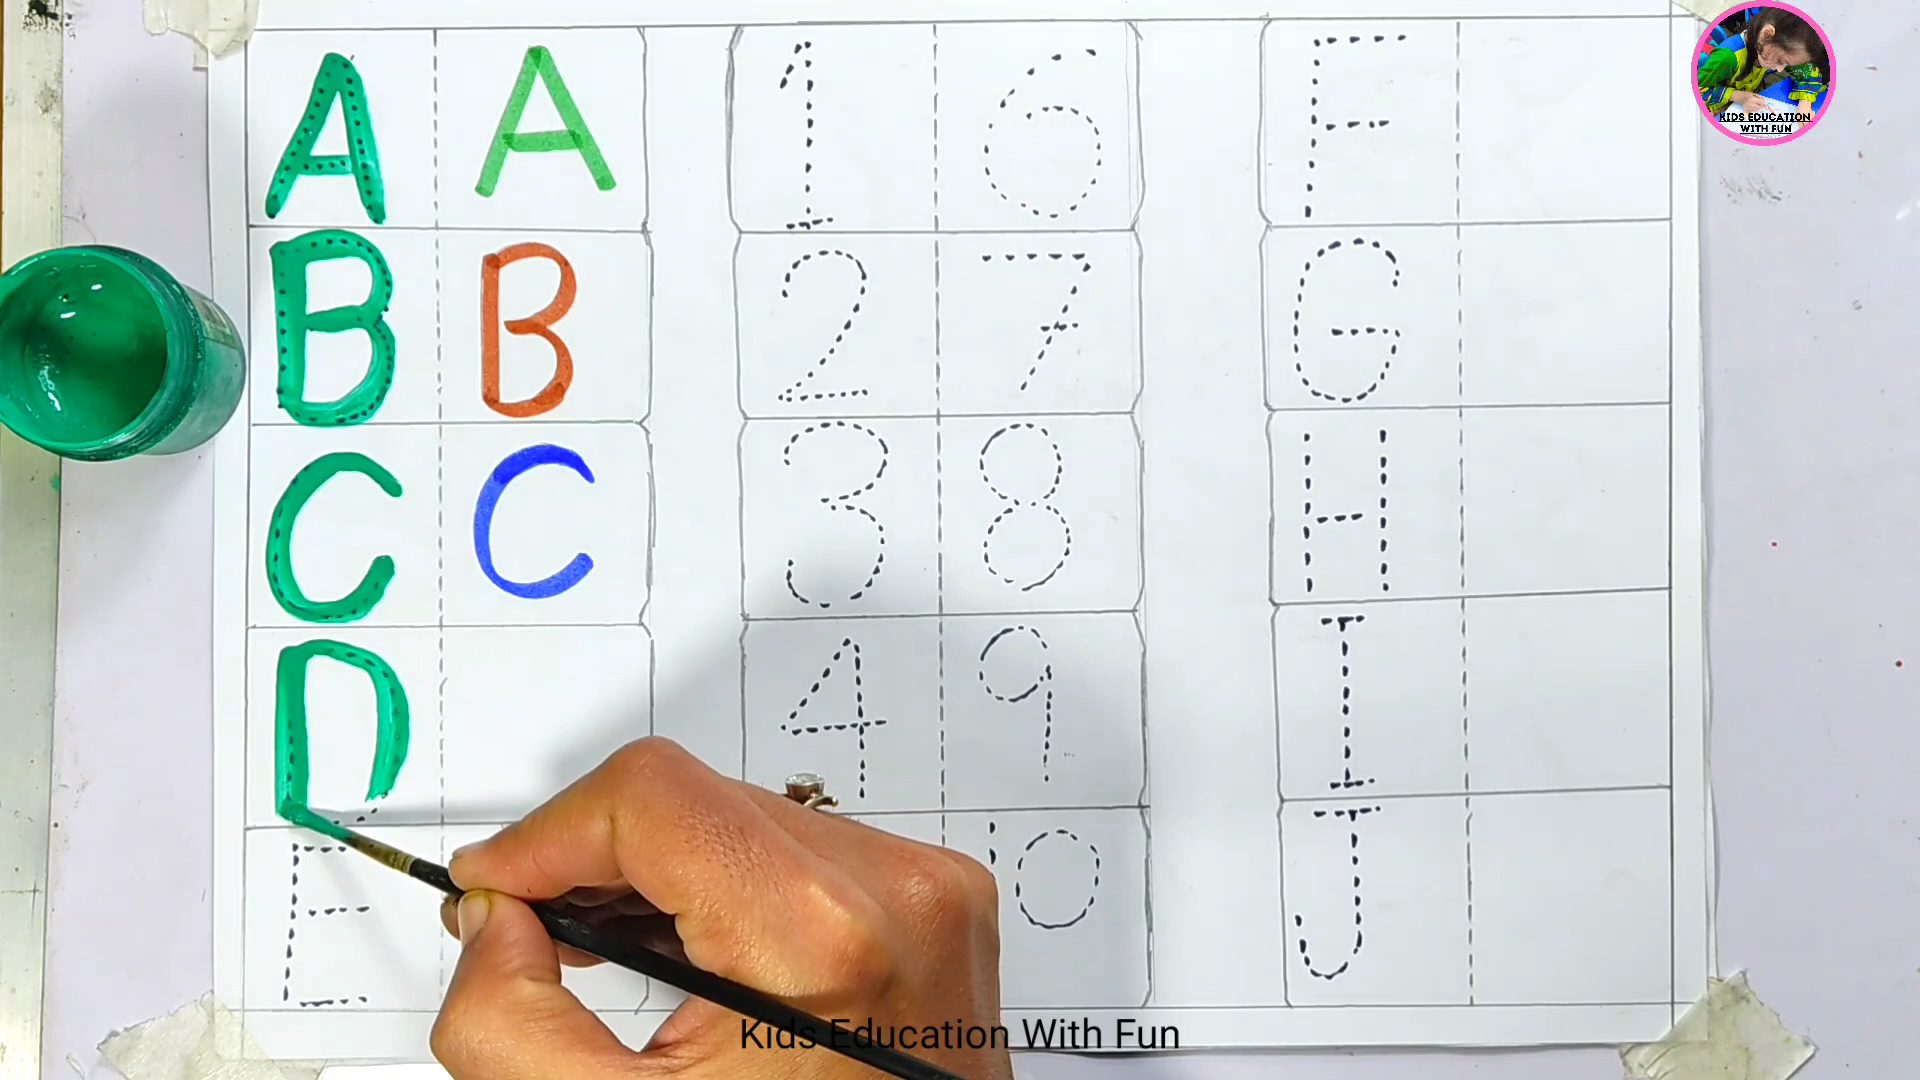 A A 1 6 F
B B 2 7 G
C C 3 8 H
D 4 9 I
E 10 J
KIDS EDUCATION
WITH FUN
Kids Education With Fun